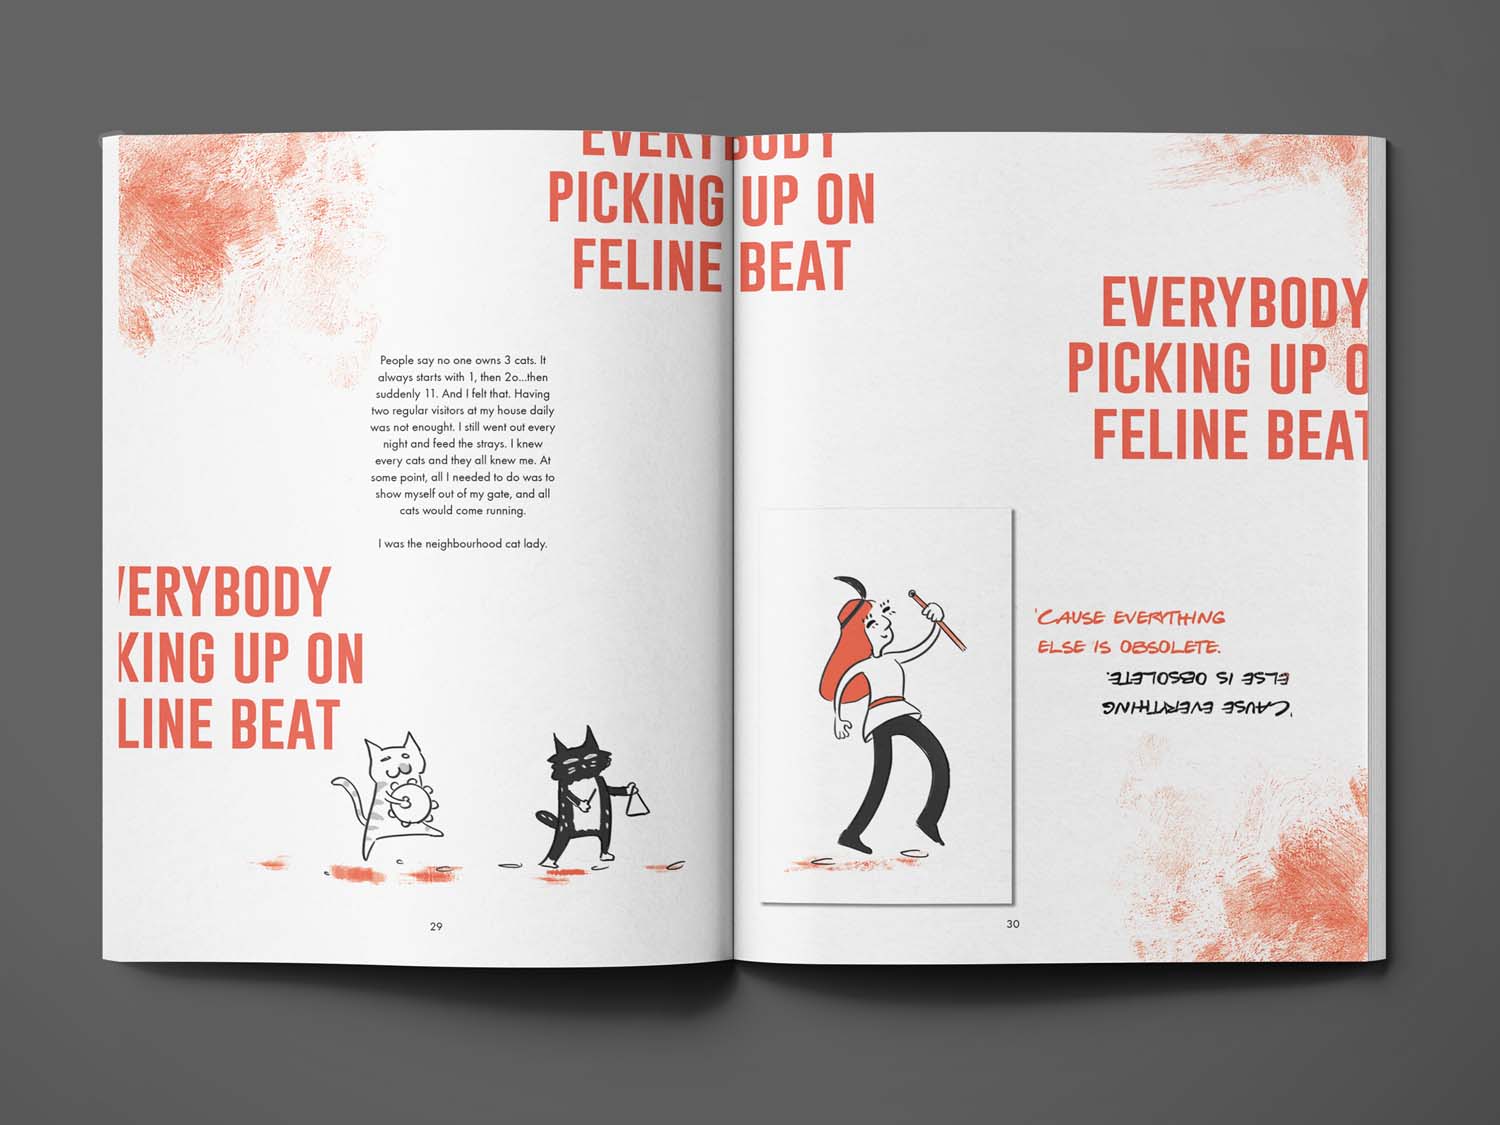 EVERYBODY
PICKING UP ON
FELINE BEAT
People say no one owns 3 cats. It
always starts with 1, then 2o...then
suddenly 11. And I felt that. Having
two regular visitors at my house daily
was not enought. I still went out every
night and feed the strays. I knew
every cats and they all knew me. At
some point, all I needed to do was to
show myself out of my gate, and all
cats would come running.
I was the neighbourhood cat lady.
VERYBODY
KING UP ON
LINE BEAT
29
EVERYBODY
PICKING UP O
FELINE BEAT
'CAUSE EVERYTHING
ELSE IS OBSOLETE.
'CAUSE EVERYTHING
ELSE IS OBSOLETE.
30